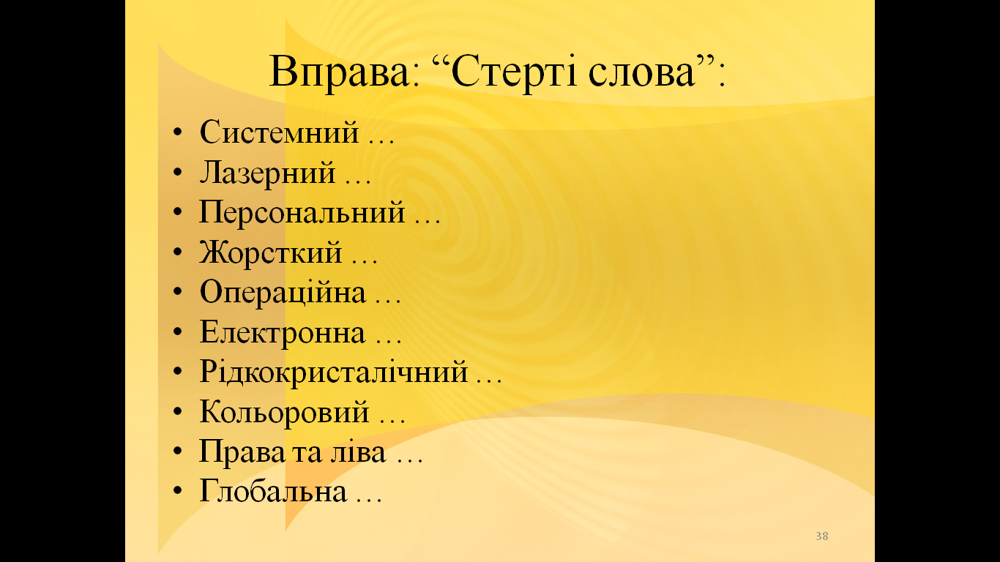 Вправа: “Стерті слова”:
• Системний …
• Лазерний …
• Персональний …
• Жорсткий …
• Операційна …
• Електронна …
• Рідкокристалічний …
• Кольоровий …
• Права та ліва …
• Глобальна …
38